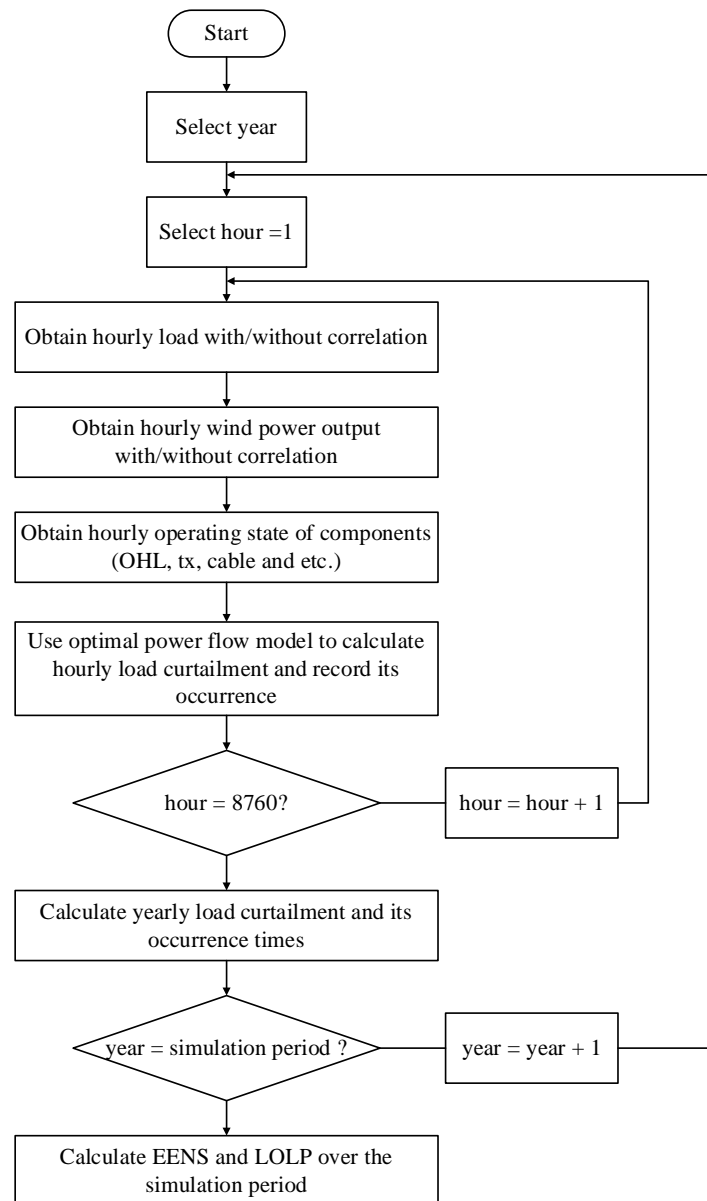 Start
Select year
Select hour =1
Obtain hourly load with/without correlation
Obtain hourly wind power output
with/without correlation
Obtain hourly operating state of components
(OHL, tx, cable and etc.)
Use optimal power flow model to calculate
hourly load curtailment and record its
occurrence
hour = 8760?
hour = hour + 1
Calculate yearly load curtailment and its
occurrence times
year = simulation period ?
year = year + 1
Calculate EENS and LOLP over the
simulation period